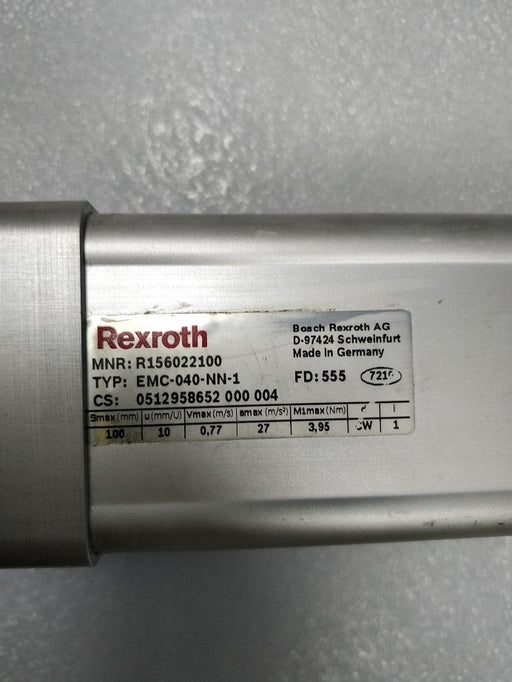 Rexroth
Bosch Rexroth AG
D-97424 Schweinfurt
Made in Germany
MNR: R156022100
TYP: EMC-040-NN-1
FD: 555
CS: 0512958652 000 004
Smax (mm) u (mm/U) Vmax (m/s) amax (m/s²) M1max (Nm) i
100 10 0,77 27 3,95 CW 1